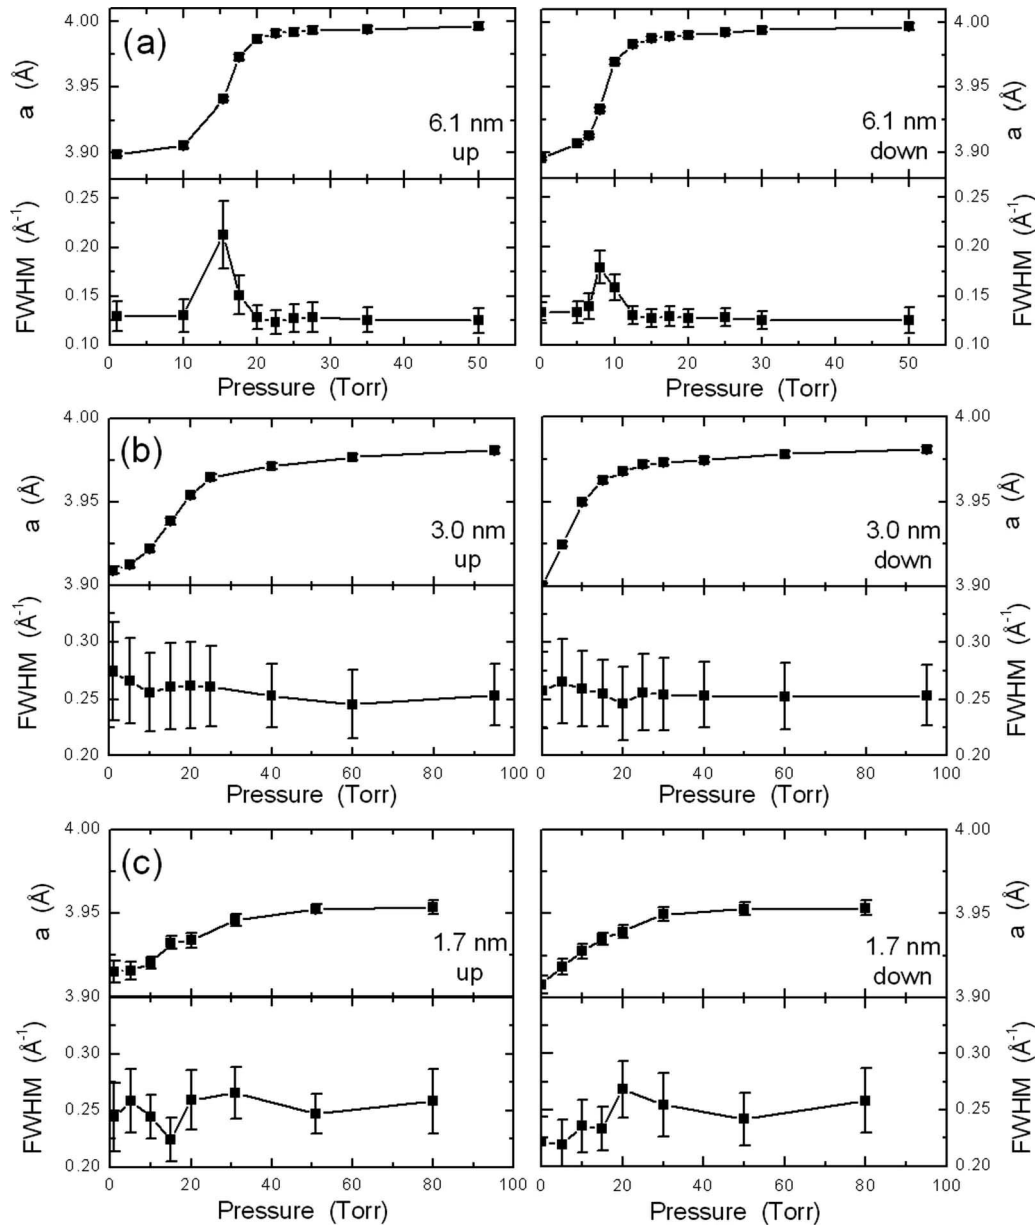 (a)
4.00 3.95 3.90
a (Å)
6.1 nm
up
4.00 3.95 3.90
a (Å)
6.1 nm
down
0.25 0.20 0.15 0.10
FWHM (Å⁻¹)
0.25 0.20 0.15 0.10
FWHM (Å⁻¹)
0 10 20 30 40 50
Pressure (Torr)
0 10 20 30 40 50
Pressure (Torr)
(b)
4.00 3.95 3.90
a (Å)
3.0 nm
up
4.00 3.95 3.90
a (Å)
3.0 nm
down
0.30 0.25 0.20
FWHM (Å⁻¹)
0.30 0.25 0.20
FWHM (Å⁻¹)
0 20 40 60 80 100
Pressure (Torr)
0 20 40 60 80 100
Pressure (Torr)
(c)
4.00 3.95 3.90
a (Å)
1.7 nm
up
4.00 3.95 3.90
a (Å)
1.7 nm
down
0.30 0.25 0.20
FWHM (Å⁻¹)
0.30 0.25 0.20
FWHM (Å⁻¹)
0 20 40 60 80 100
Pressure (Torr)
0 20 40 60 80 100
Pressure (Torr)